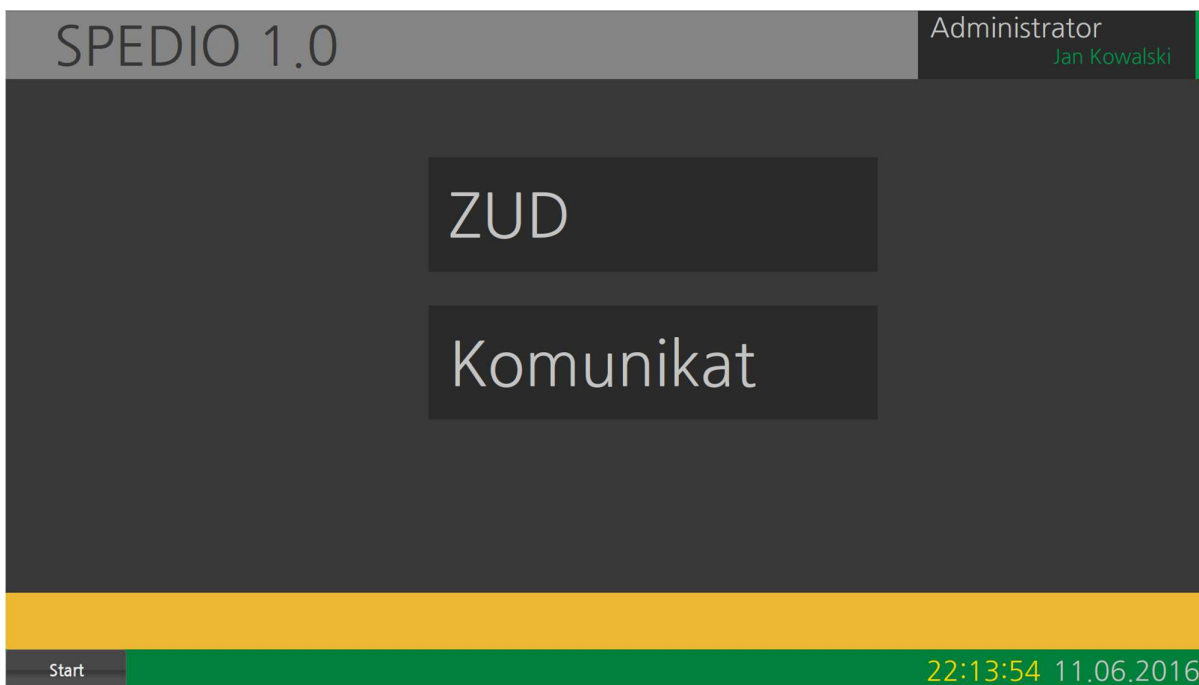 SPEDIO 1.0
Administrator
Jan Kowalski
ZUD
Komunikat
Start
22:13:54 11.06.2016